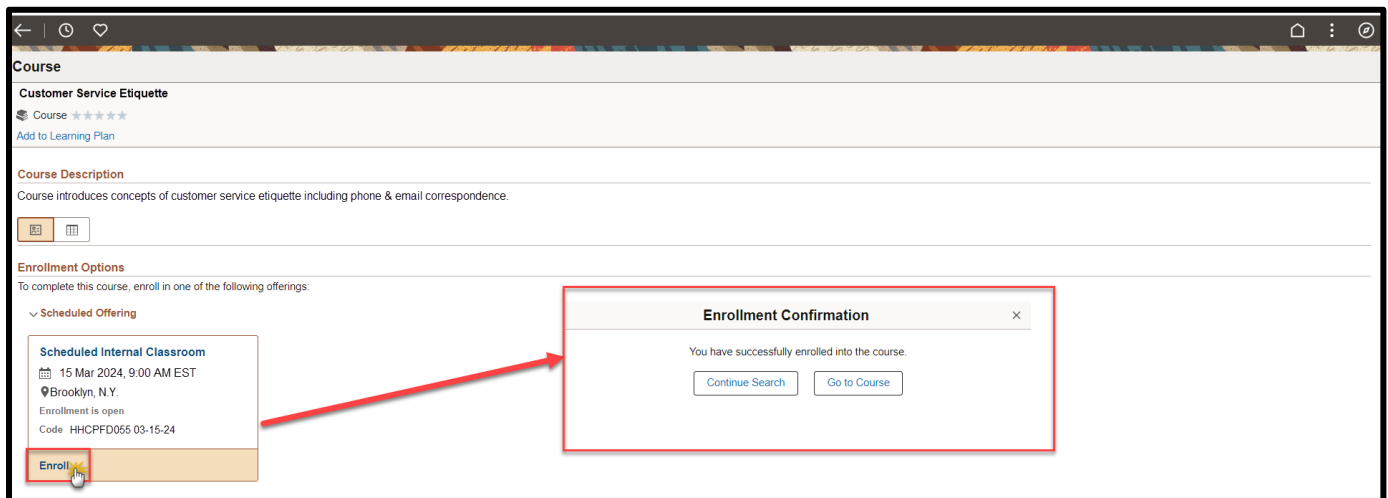 Course
Customer Service Etiquette
Course
Add to Learning Plan
Course Description
Course introduces concepts of customer service etiquette including phone & email correspondence.
Enrollment Options
To complete this course, enroll in one of the following offerings:
Scheduled Offering
Scheduled Internal Classroom
15 Mar 2024, 9:00 AM EST
Brooklyn, N.Y.
Enrollment is open
Code HHCPFD055 03-15-24
Enroll
Enrollment Confirmation
You have successfully enrolled into the course.
Continue Search Go to Course